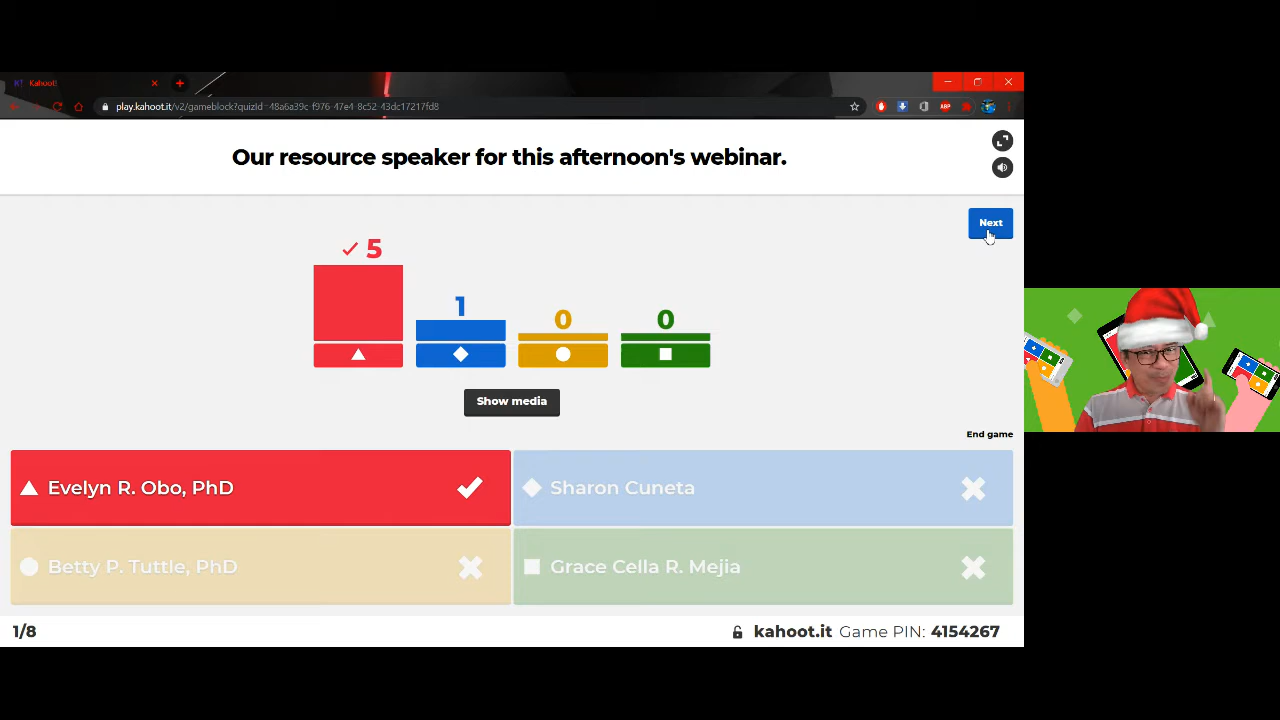 Kahoot!
play.kahoot.it/v2/gameblock?quizId=48a6a39c-f976-47e4-8c52-43dc17217fd8
ABP
Our resource speaker for this afternoon's webinar.
Next
5
1
0
0
Show media
End game
Evelyn R. Obo, PhD
Sharon Cuneta
Betty P. Tuttle, PhD
Grace Cella R. Mejia
1/8
kahoot.it Game PIN: 4154267